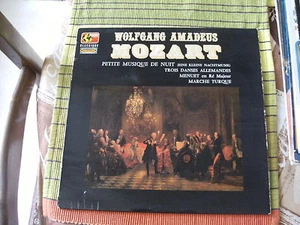 WOLFGANG AMADEUS
MOZART
PETITE MUSIQUE DE NUIT (EINE KLEINE NACHTMUSIK)
TROIS DANSES ALLEMANDES
MENUET en Ré Majeur
MARCHE TURQUE